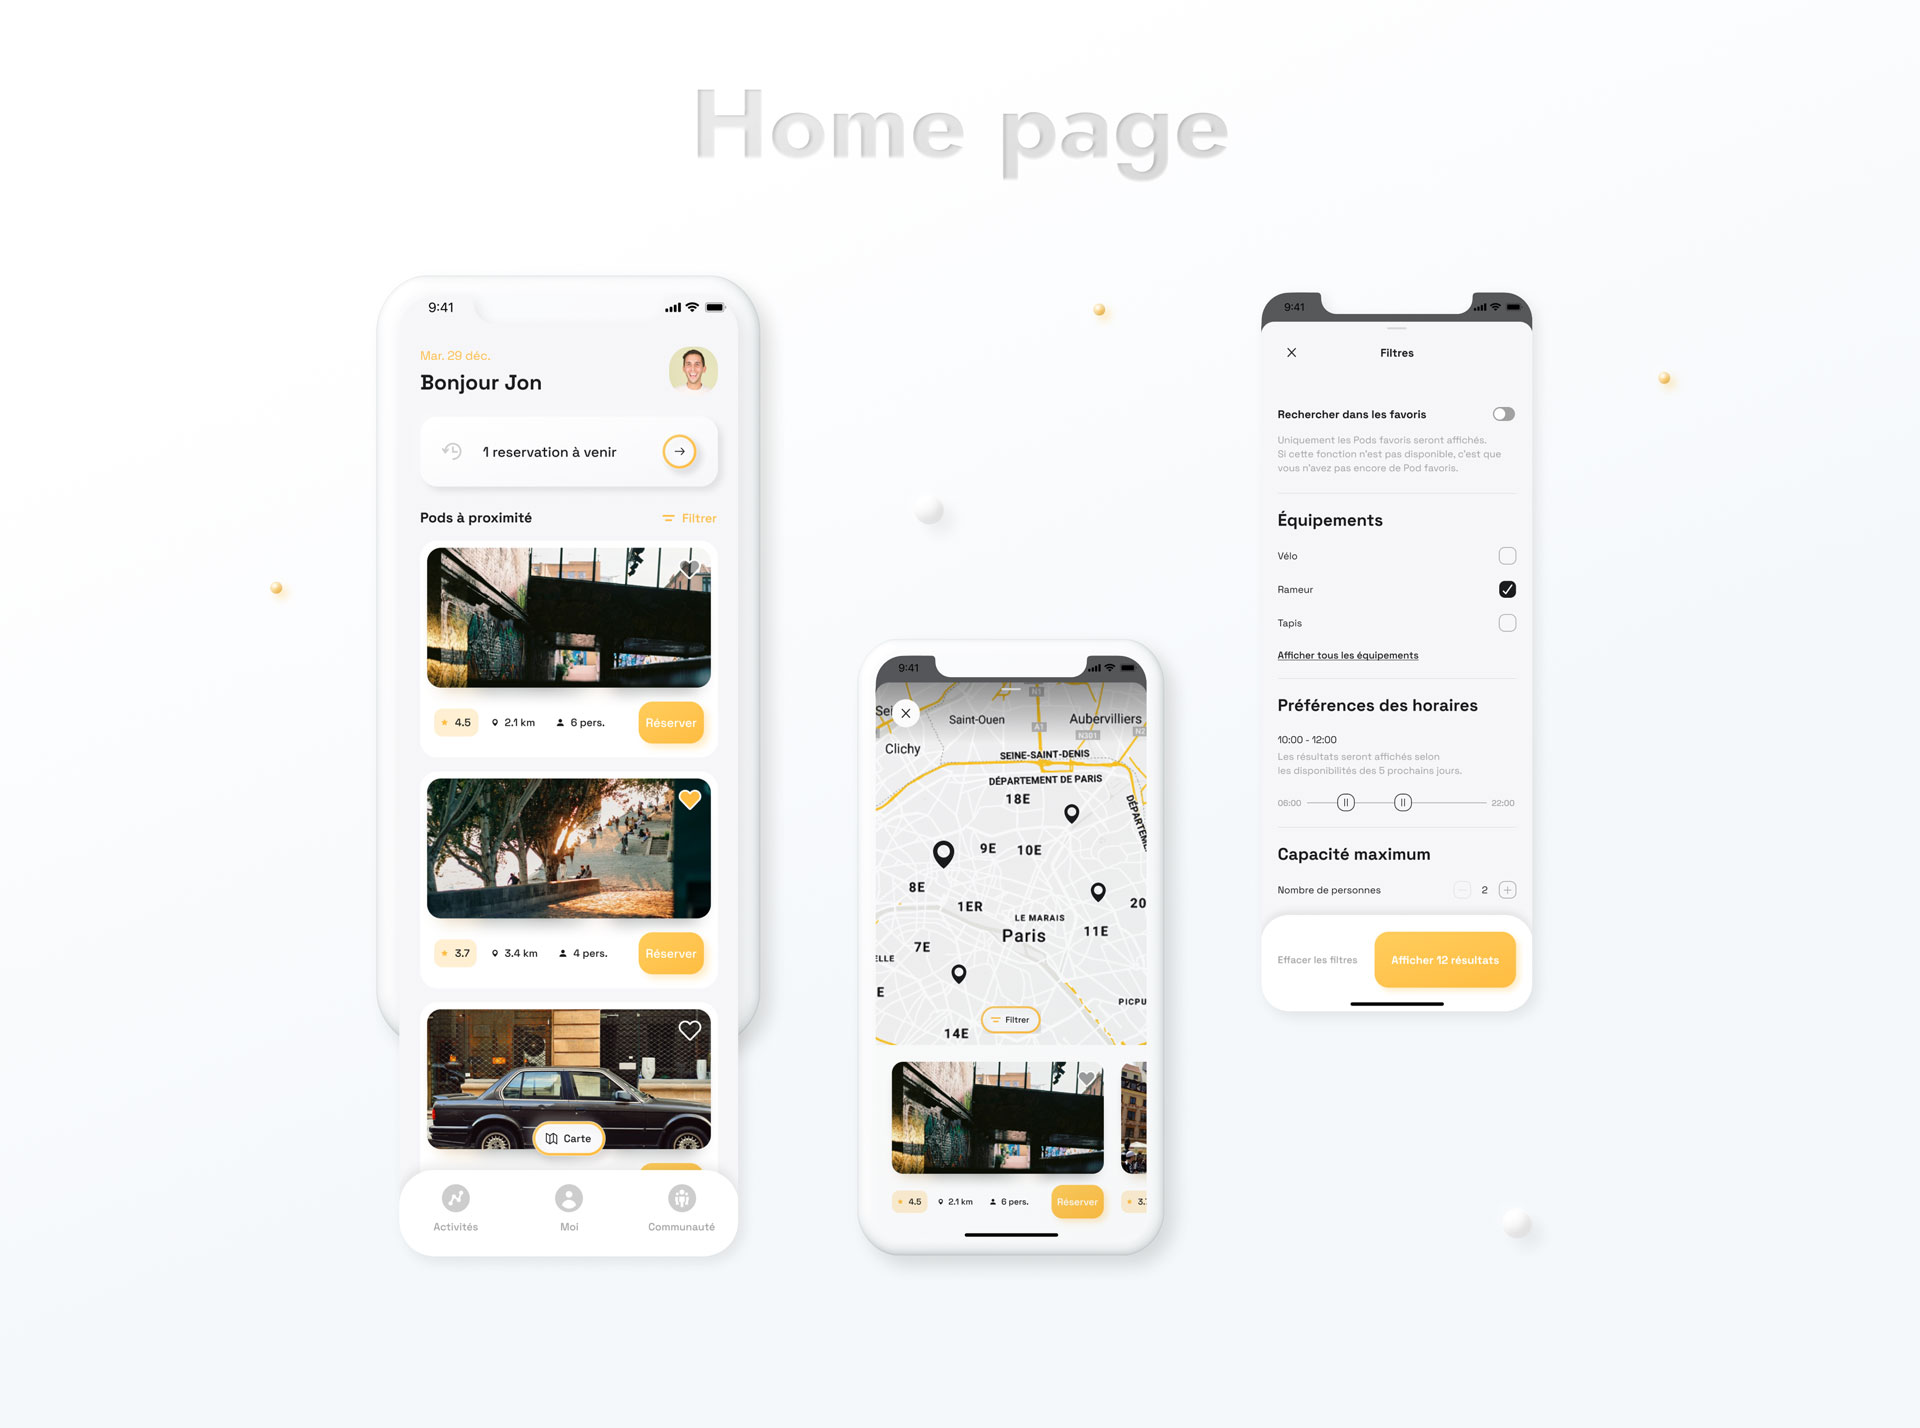 Home page
9:41
Mar. 29 déc.
Bonjour Jon
1 reservation à venir
Pods à proximité
Filtrer
4.5
2.1 km
6 pers.
Réserver
3.7
3.4 km
4 pers.
Réserver
Carte
Activités
Moi
Communauté
9:41
N1
Saint-Ouen
Aubervilliers
A1
N301
N2
Clichy
SEINE-SAINT-DENIS
DÉPARTEMENT DE PARIS
18E
9E
10E
8E
1ER
20
LE MARAIS
Paris
11E
7E
ELLE
E
PICPU
14E
Filtrer
4.5
2.1 km
6 pers.
Réserver
9:41
Filtres
Rechercher dans les favoris
Uniquement les Pods favoris seront affichés.
Si cette fonction n'est pas disponible, c'est que
vous n'avez pas encore de Pod favoris.
Équipements
Vélo
Rameur
Tapis
Afficher tous les équipements
Préférences des horaires
10:00 - 12:00
Les résultats seront affichés selon
les disponibilités des 5 prochains jours.
06:00
22:00
Capacité maximum
Nombre de personnes
2
Effacer les filtres
Afficher 12 résultats